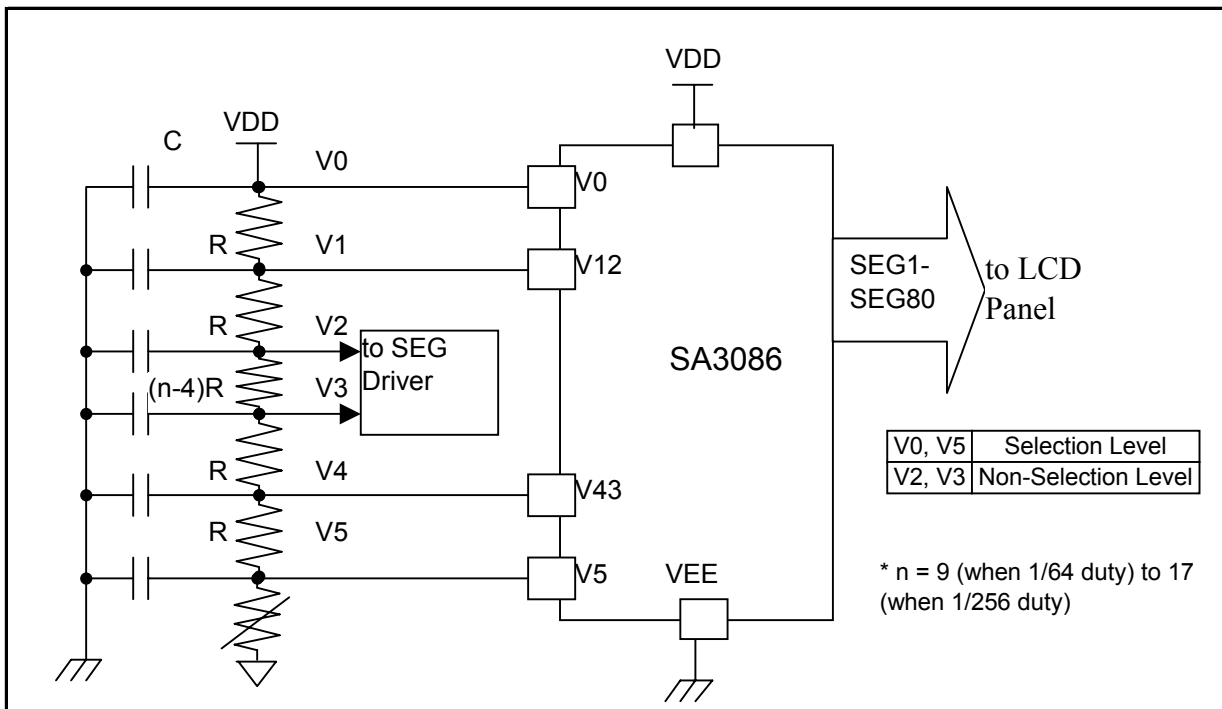 VDD
C
VDD
V0
V0
R
V1
V12
SEG1-
SEG80
to LCD
Panel
R
V2
to SEG
Driver
SA3086
(n-4)R
V3
V0, V5 Selection Level
V2, V3 Non-Selection Level
R
V4
V43
R
V5
V5
VEE
* n = 9 (when 1/64 duty) to 17
(when 1/256 duty)